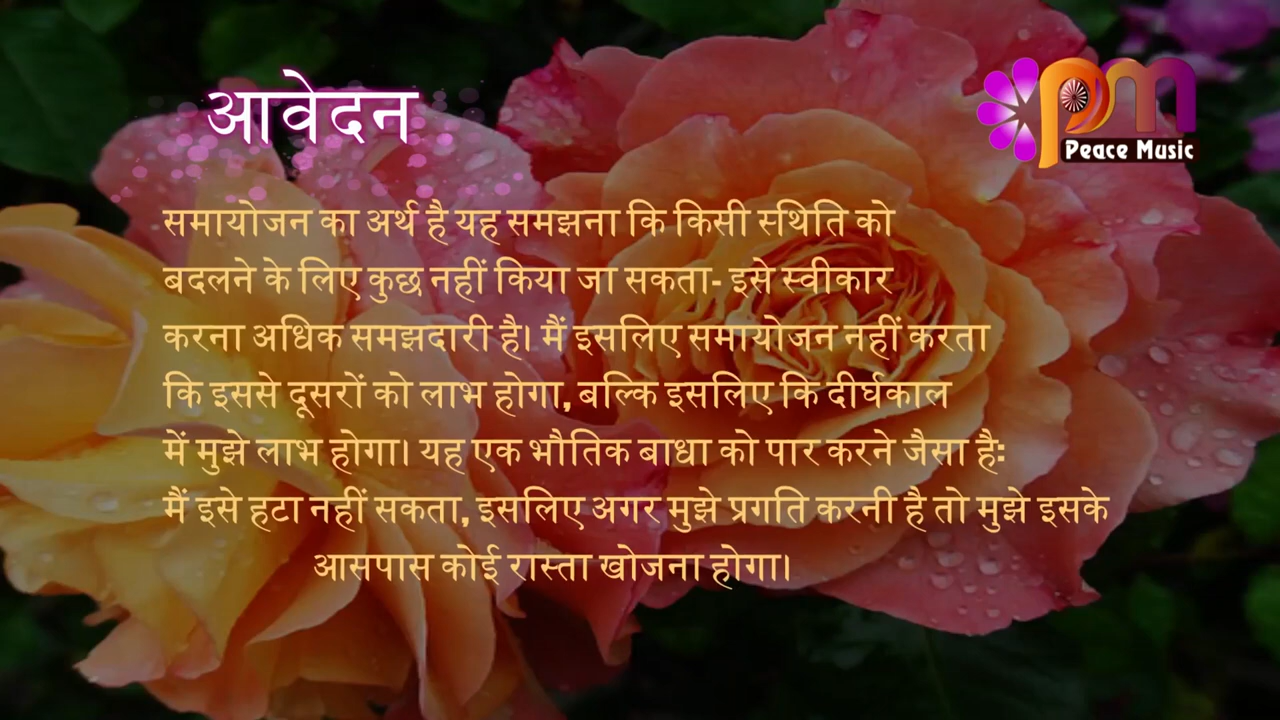 आवेदन
pm
Peace Music
समायोजन का अर्थ है यह समझना कि किसी स्थिति को
बदलने के लिए कुछ नहीं किया जा सकता- इसे स्वीकार
करना अधिक समझदारी है। मैं इसलिए समायोजन नहीं करता
कि इससे दूसरों को लाभ होगा, बल्कि इसलिए कि दीर्घकाल
में मुझे लाभ होगा। यह एक भौतिक बाधा को पार करने जैसा है:
मैं इसे हटा नहीं सकता, इसलिए अगर मुझे प्रगति करनी है तो मुझे इसके
आसपास कोई रास्ता खोजना होगा।